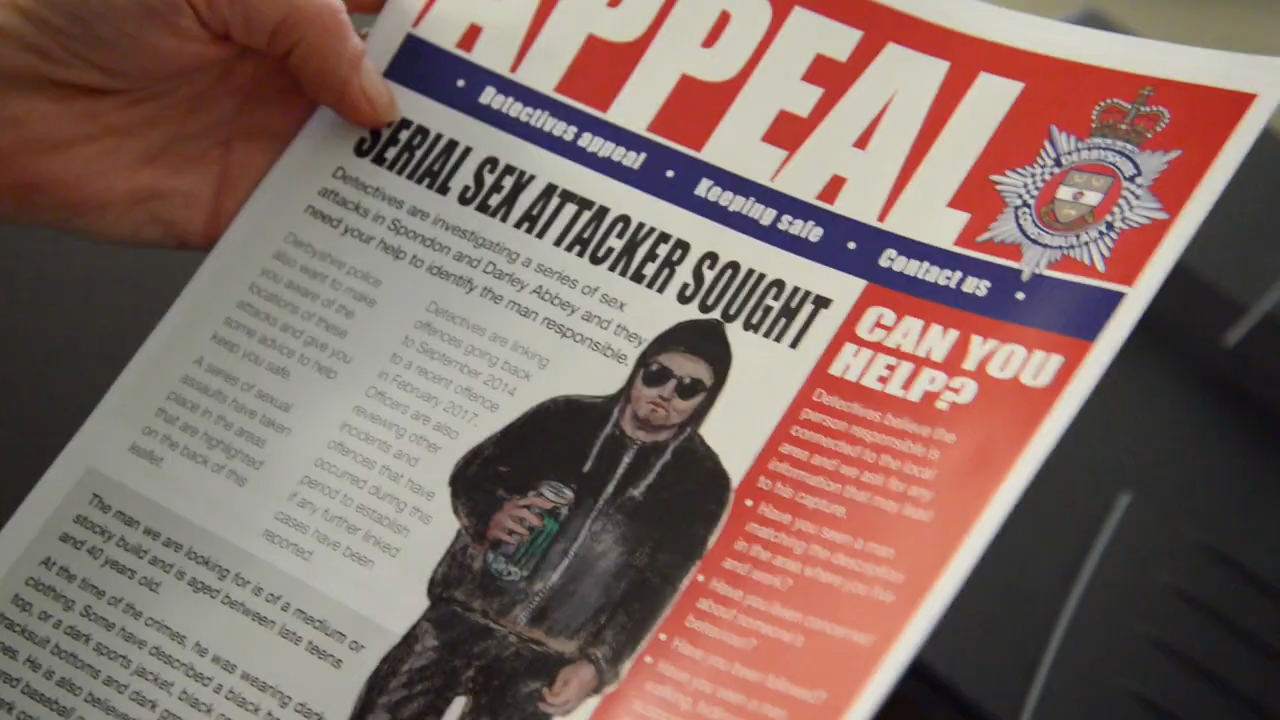 APPEAL
• Detectives appeal • Keeping safe • Contact us •
DERBYSHIRE
CONSTABULARY
SERIAL SEX ATTACKER SOUGHT
Detectives are investigating a series of sex
attacks in Spondon and Darley Abbey and they
need your help to identify the man responsible.
Derbyshire police
also want to make
you aware of the
locations of these
attacks and give you
some advice to help
keep you safe.
A series of sexual
assaults have taken
place in the areas
that are highlighted
on the back of this
leaflet.
Detectives are linking
offences going back
to September 2014
to a recent offence
in February 2017.
Officers are also
reviewing other
incidents and
offences that have
occurred during this
period to establish
if any further linked
cases have been
reported.
The man we are looking for is of a medium or
stocky build and is aged between late teens
and 40 years old.
At the time of the crimes, he was wearing dark
clothing. Some have described a black
top, or a dark sports jacket, black
tracksuit bottoms and dark
He is also
baseball
CAN YOU
HELP?
Detectives believe the
person responsible is
connected to the local
area and we ask for any
information that may lead
to his capture.
• Have you seen a man
matching the description
in the area where you live
and work?
• Have you been concerned
about someone's
behaviour?
• Have you been followed?
• Have you seen a man